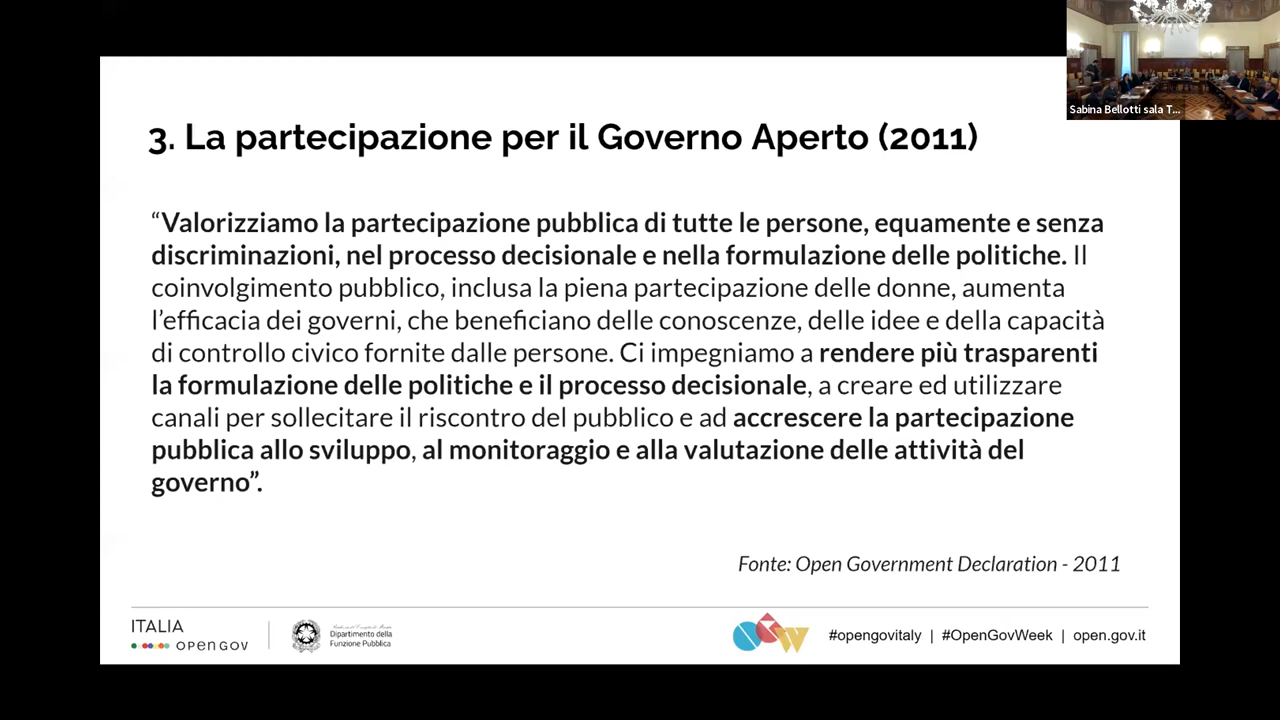 Sabina Bellotti sala T...
3. La partecipazione per il Governo Aperto (2011)
“Valorizziamo la partecipazione pubblica di tutte le persone, equamente e senza
discriminazioni, nel processo decisionale e nella formulazione delle politiche. Il
coinvolgimento pubblico, inclusa la piena partecipazione delle donne, aumenta
l’efficacia dei governi, che beneficiano delle conoscenze, delle idee e della capacità
di controllo civico fornite dalle persone. Ci impegniamo a rendere più trasparenti
la formulazione delle politiche e il processo decisionale, a creare ed utilizzare
canali per sollecitare il riscontro del pubblico e ad accrescere la partecipazione
pubblica allo sviluppo, al monitoraggio e alla valutazione delle attività del
governo”.
Fonte: Open Government Declaration - 2011
ITALIA
open gov
Dipartimento della
Funzione Pubblica
#opengovitaly | #OpenGovWeek | open.gov.it